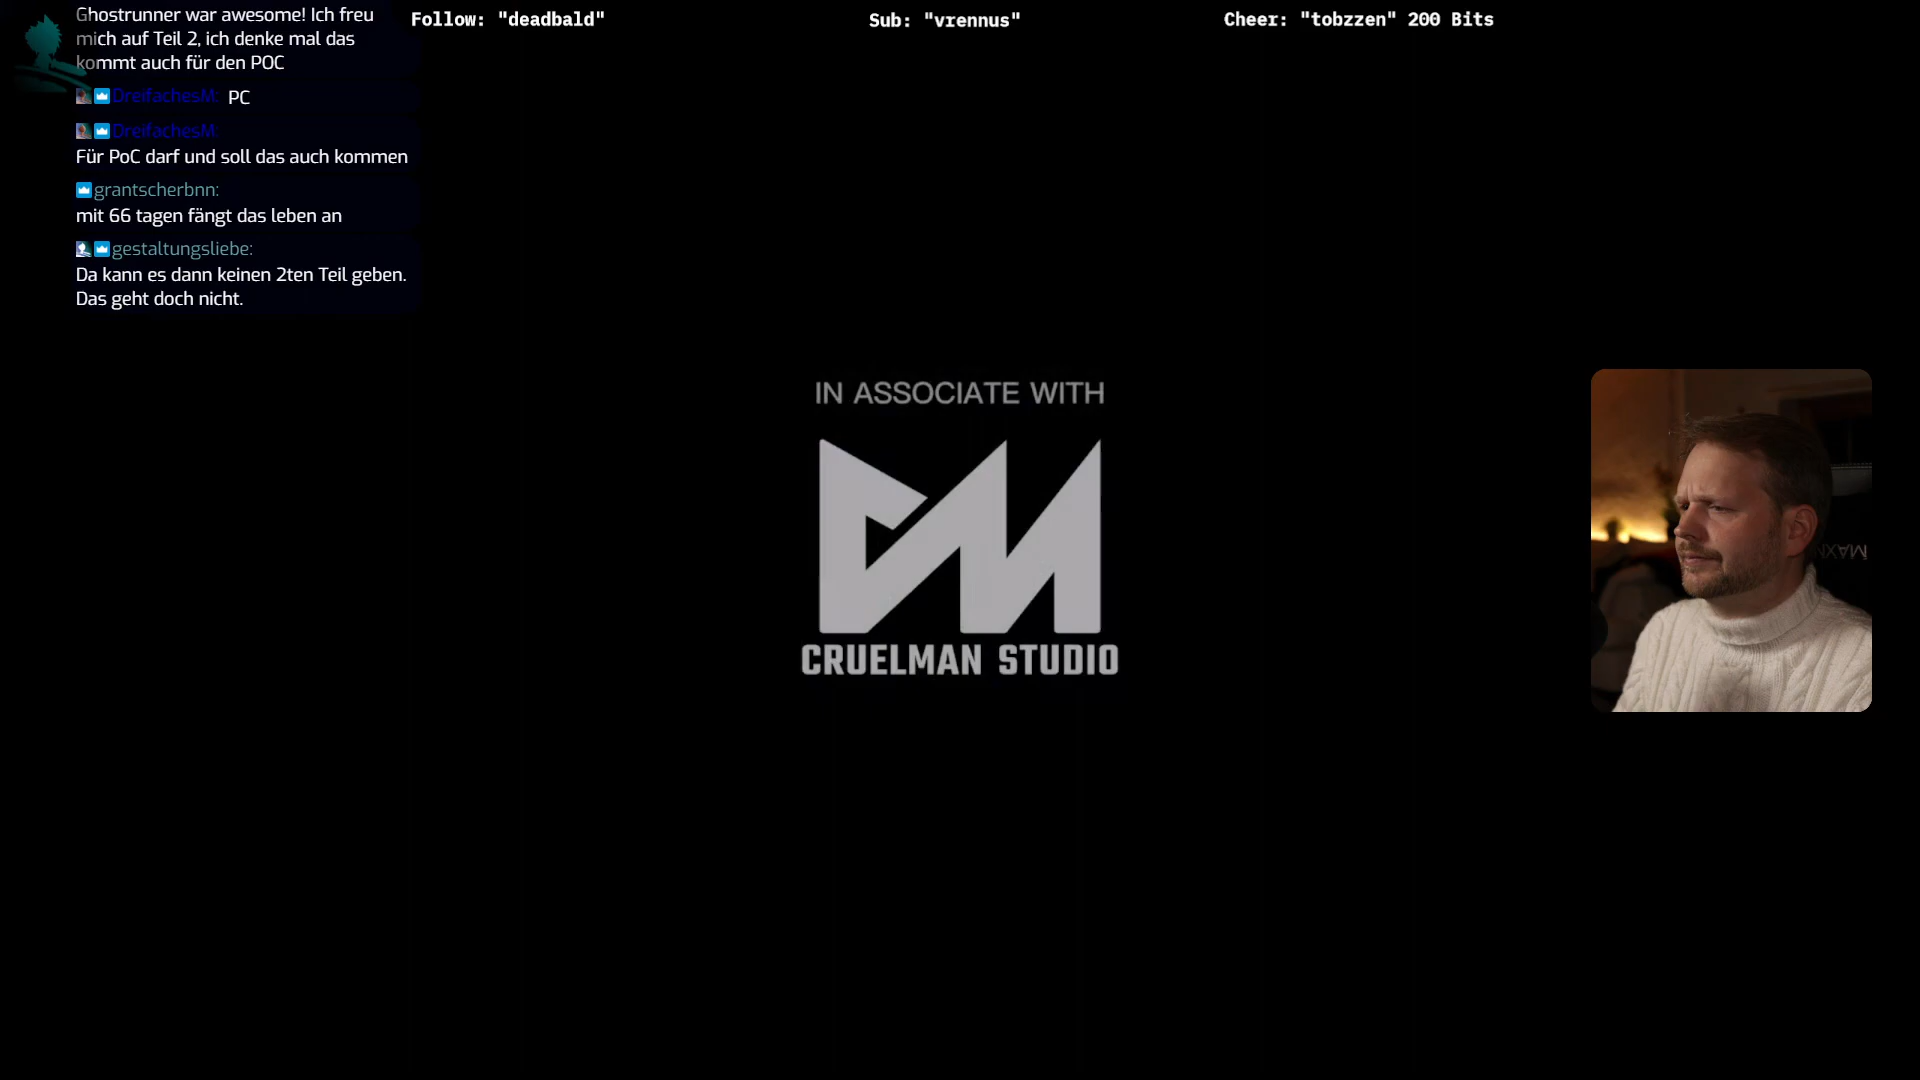 Ghostrunner war awesome! Ich freu
mich auf Teil 2, ich denke mal das
kommt auch für den POC
DreifachesM: PC
DreifachesM:
Für PoC darf und soll das auch kommen
grantscherbnn:
mit 66 tagen fängt das leben an
gestaltungsliebe:
Da kann es dann keinen 2ten Teil geben.
Das geht doch nicht.
Follow: "deadbald"
Sub: "vrennus"
Cheer: "tobzzen" 200 Bits
IN ASSOCIATE WITH
CRUELMAN STUDIO